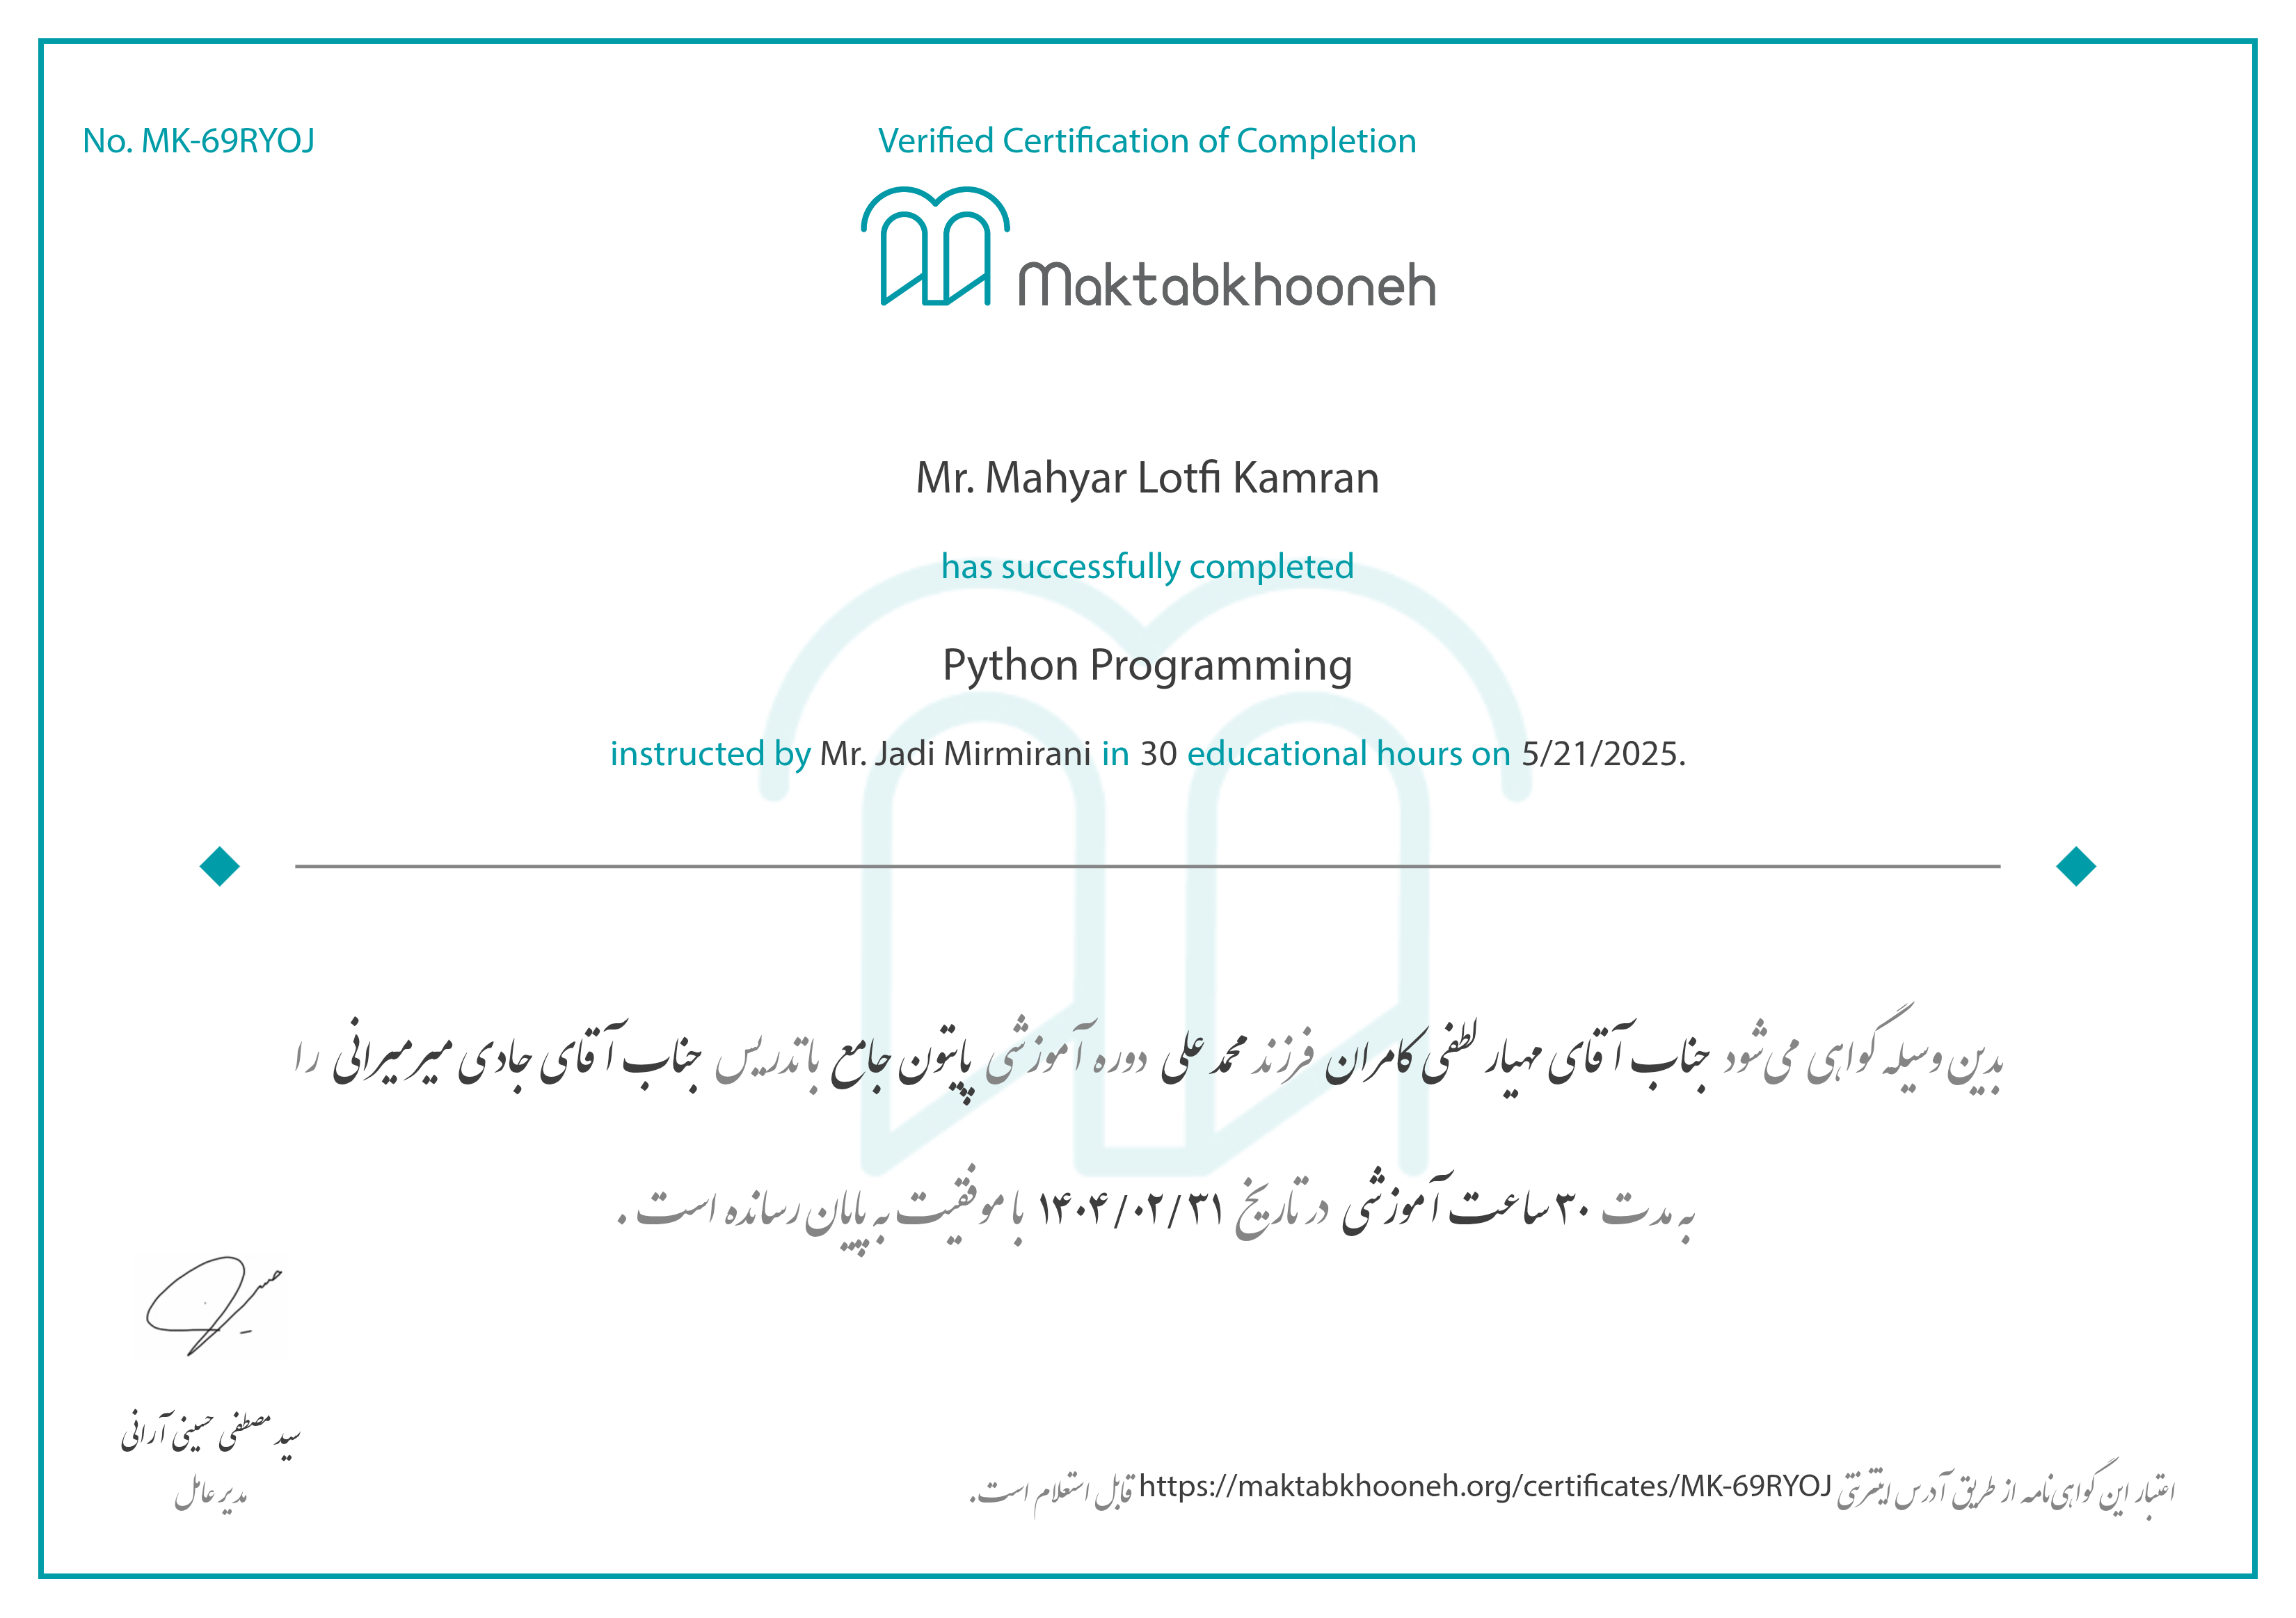 No. MK-69RYOJ
Verified Certification of Completion
Maktabkhooneh
Mr. Mahyar Lotfi Kamran
has successfully completed
Python Programming
instructed by Mr. Jadi Mirmirani in 30 educational hours on 5/21/2025.
بدین وسیله گواهی می‌شود جناب آقای مهیار لطفی کامران فرزند محمد علی دوره آموزشی پایتون جامع با تدریس جناب آقای جادی میرمیرانی را
به مدت ۳۰ ساعت آموزشی در تاریخ ۱۴۰۴/۰۲/۳۱ با موفقیت به پایان رسانده است .
سید مصطفی حسینی آرانی
مدیر عامل
اعتبار این گواهی‌نامه از طریق آدرس اینترنتی https://maktabkhooneh.org/certificates/MK-69RYOJ قابل استعلام است.